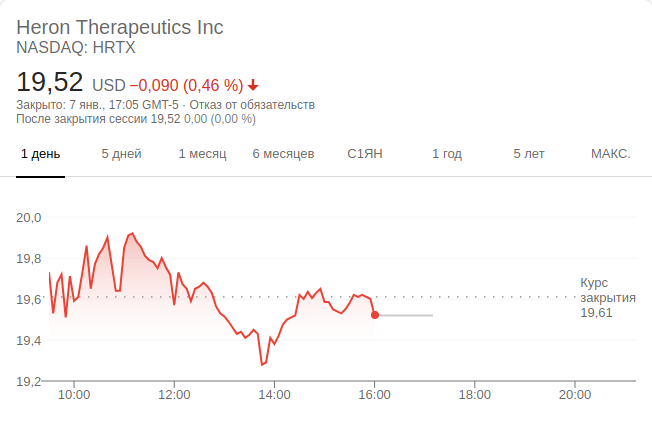 Heron Therapeutics Inc
NASDAQ: HRTX
19,52 USD −0,090 (0,46 %)
Закрыто: 7 янв., 17:05 GMT-5 · Отказ от обязательств
После закрытия сессии 19,52 0,00 (0,00 %)
1 день 5 дней 1 месяц 6 месяцев С1ЯН 1 год 5 лет МАКС.
20,0
19,8
Курс
19,6 закрытия
19,61
19,4
19,2
10:00 12:00 14:00 16:00 18:00 20:00